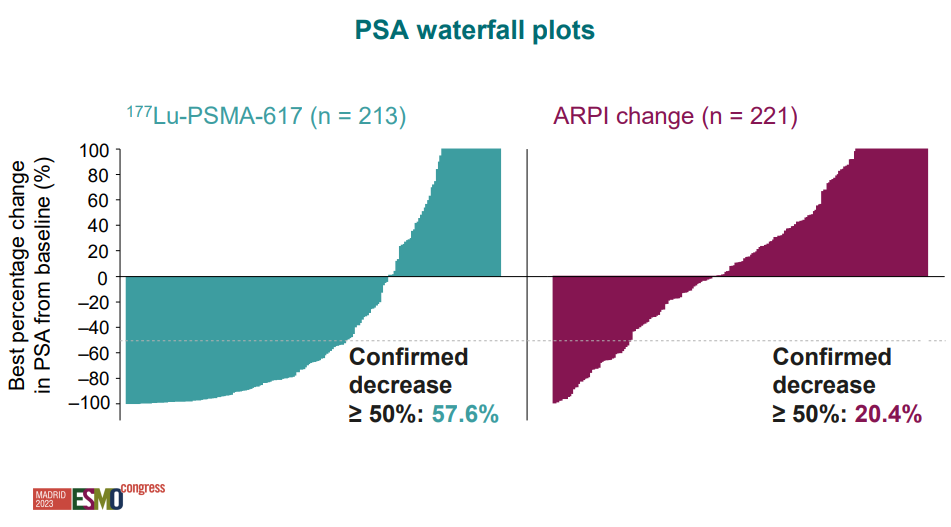 PSA waterfall plots
¹⁷⁷Lu-PSMA-617 (n = 213)
ARPI change (n = 221)
Best percentage change
in PSA from baseline (%)
100
80
60
40
20
0
–20
–40
–60
–80
–100
Confirmed
decrease
≥ 50%: 57.6%
Confirmed
decrease
≥ 50%: 20.4%
MADRID
2023
ESMO congress